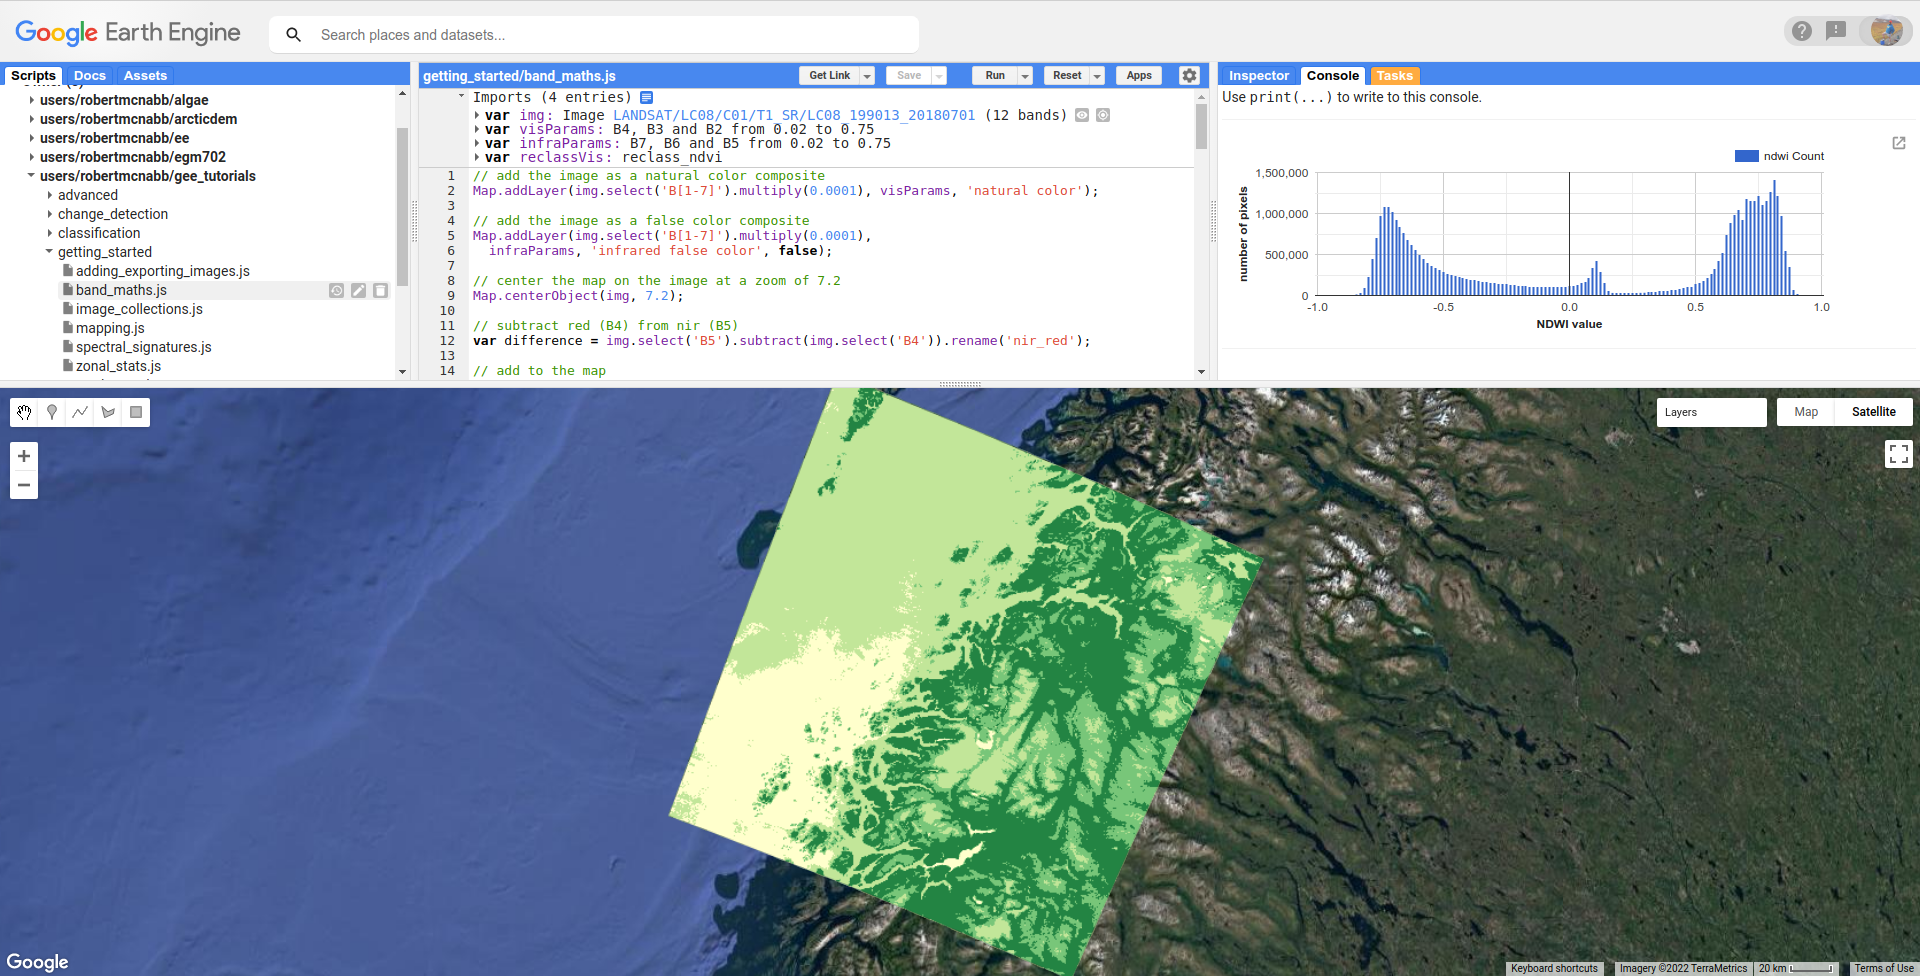 Google Earth Engine
Search places and datasets...
Scripts Docs Assets
users/robertmcnabb/algae
users/robertmcnabb/arcticdem
users/robertmcnabb/ee
users/robertmcnabb/egm702
users/robertmcnabb/gee_tutorials
advanced
change_detection
classification
getting_started
adding_exporting_images.js
band_maths.js
image_collections.js
mapping.js
spectral_signatures.js
zonal_stats.js
getting_started/band_maths.js
Get Link Save Run Reset Apps
Imports (4 entries)
var img: Image LANDSAT/LC08/C01/T1_SR/LC08_199013_20180701 (12 bands)
var visParams: B4, B3 and B2 from 0.02 to 0.75
var infraParams: B7, B6 and B5 from 0.02 to 0.75
var reclassVis: reclass_ndvi
1 // add the image as a natural color composite
2 Map.addLayer(img.select('B[1-7]').multiply(0.0001), visParams, 'natural color');
3
4 // add the image as a false color composite
5 Map.addLayer(img.select('B[1-7]').multiply(0.0001),
6 infraParams, 'infrared false color', false);
7
8 // center the map on the image at a zoom of 7.2
9 Map.centerObject(img, 7.2);
10
11 // subtract red (B4) from nir (B5)
12 var difference = img.select('B5').subtract(img.select('B4')).rename('nir_red');
13
14 // add to the map
Inspector Console Tasks
Use print(...) to write to this console.
ndwi Count
number of pixels
1,500,000
1,000,000
500,000
0
-1.0 -0.5 0.0 0.5 1.0
NDWI value
Layers
Map Satellite
+
−
Google
Keyboard shortcuts Imagery ©2022 TerraMetrics 20 km Terms of Use